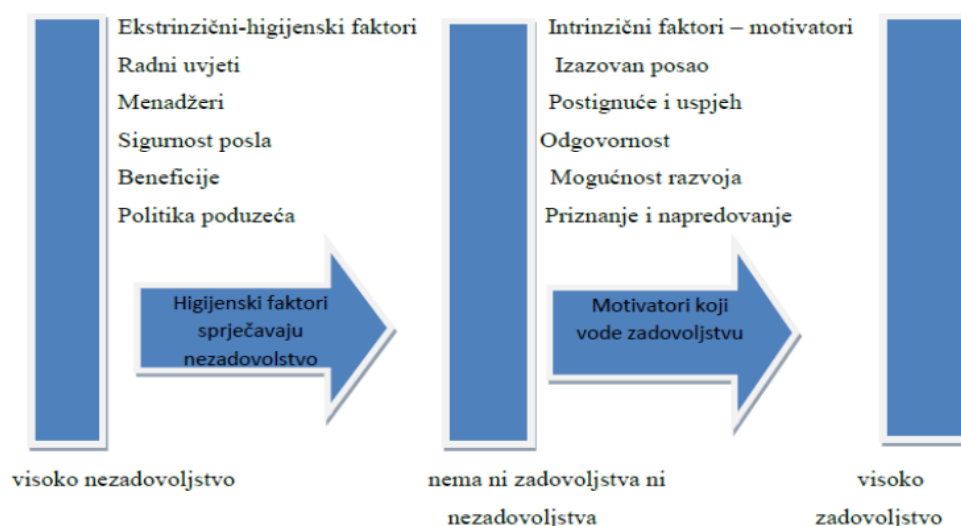 Ekstrinzični-higijenski faktori
Radni uvjeti
Menadžeri
Sigurnost posla
Beneficije
Politika poduzeća
Intrinzični faktori – motivatori
Izazovan posao
Postignuće i uspjeh
Odgovornost
Mogućnost razvoja
Priznanje i napredovanje
Higijenski faktori
sprječavaju
nezadovolstvo
Motivatori koji
vode zadovoljstvu
visoko nezadovoljstvo
nema ni zadovoljstva ni
nezadovoljstva
visoko
zadovoljstvo